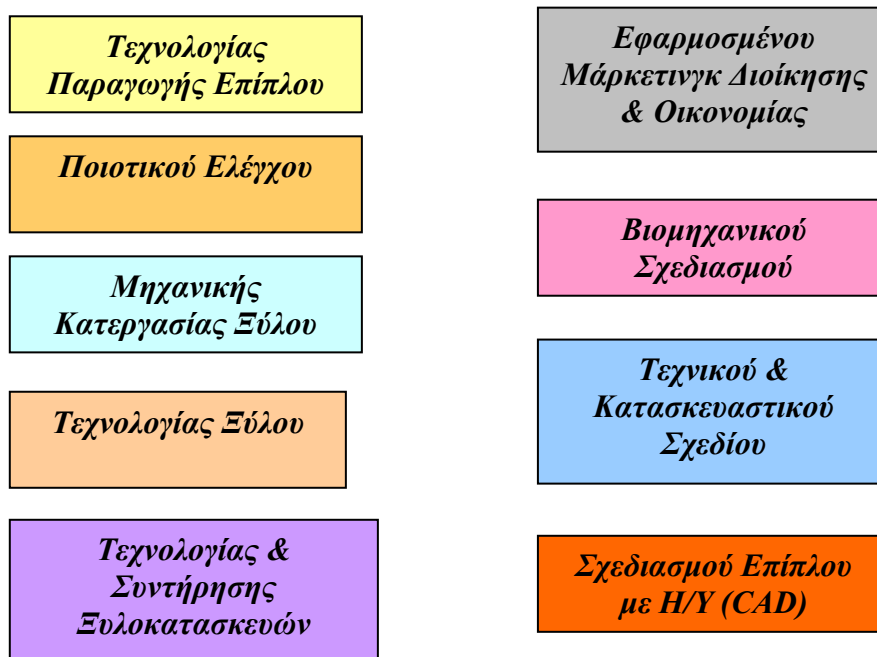 Τεχνολογίας
Παραγωγής Επίπλου
Ποιοτικού Ελέγχου
Μηχανικής
Κατεργασίας Ξύλου
Τεχνολογίας Ξύλου
Τεχνολογίας &
Συντήρησης
Ξυλοκατασκευών
Εφαρμοσμένου
Μάρκετινγκ Διοίκησης
& Οικονομίας
Βιομηχανικού
Σχεδιασμού
Τεχνικού &
Κατασκευαστικού
Σχεδίου
Σχεδιασμού Επίπλου
με Η/Υ (CAD)